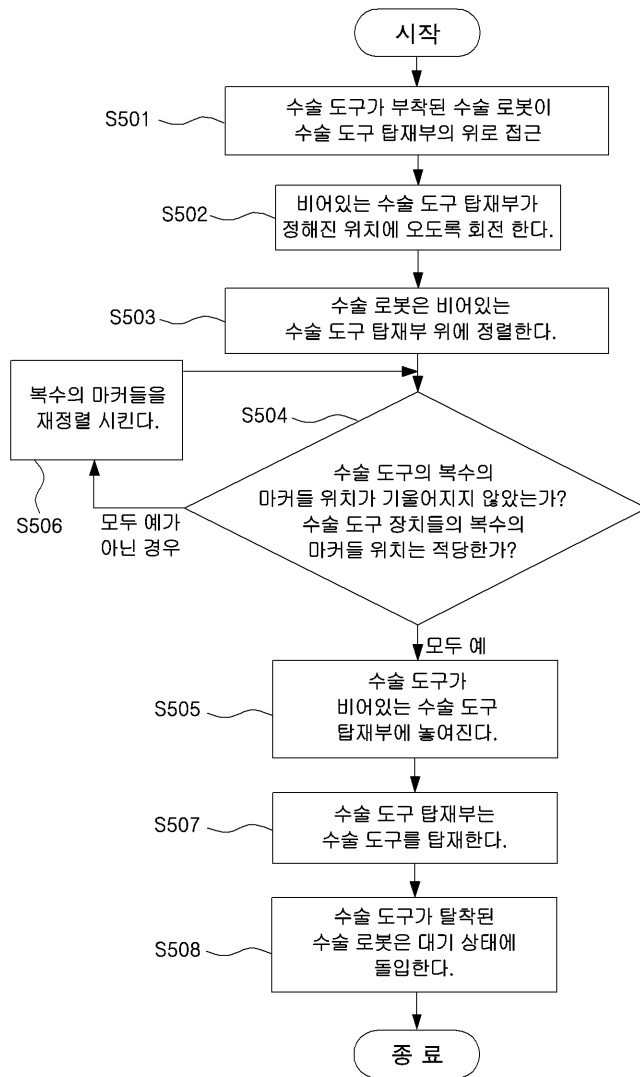 시작
S501
수술 도구가 부착된 수술 로봇이
수술 도구 탑재부의 위로 접근
S502
비어있는 수술 도구 탑재부가
정해진 위치에 오도록 회전 한다.
S503
수술 로봇은 비어있는
수술 도구 탑재부 위에 정렬한다.
복수의 마커들을
재정렬 시킨다.
S506
S504
수술 도구의 복수의
마커들 위치가 기울어지지 않았는가?
수술 도구 장치들의 복수의
마커들 위치는 적당한가?
모두 예가
아닌 경우
모두 예
S505
수술 도구가
비어있는 수술 도구
탑재부에 놓여진다.
S507
수술 도구 탑재부는
수술 도구를 탑재한다.
S508
수술 도구가 탈착된
수술 로봇은 대기 상태에
돌입한다.
종 료